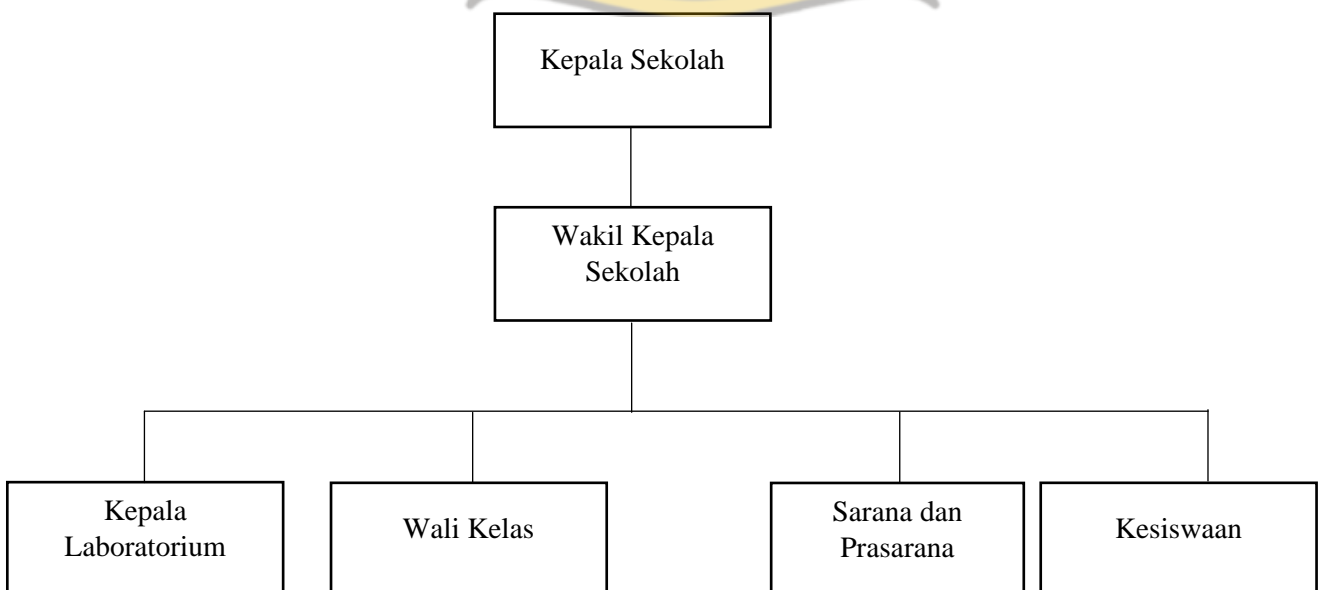 Kepala Sekolah
Wakil Kepala
Sekolah
Kepala
Laboratorium
Wali Kelas
Sarana dan
Prasarana
Kesiswaan